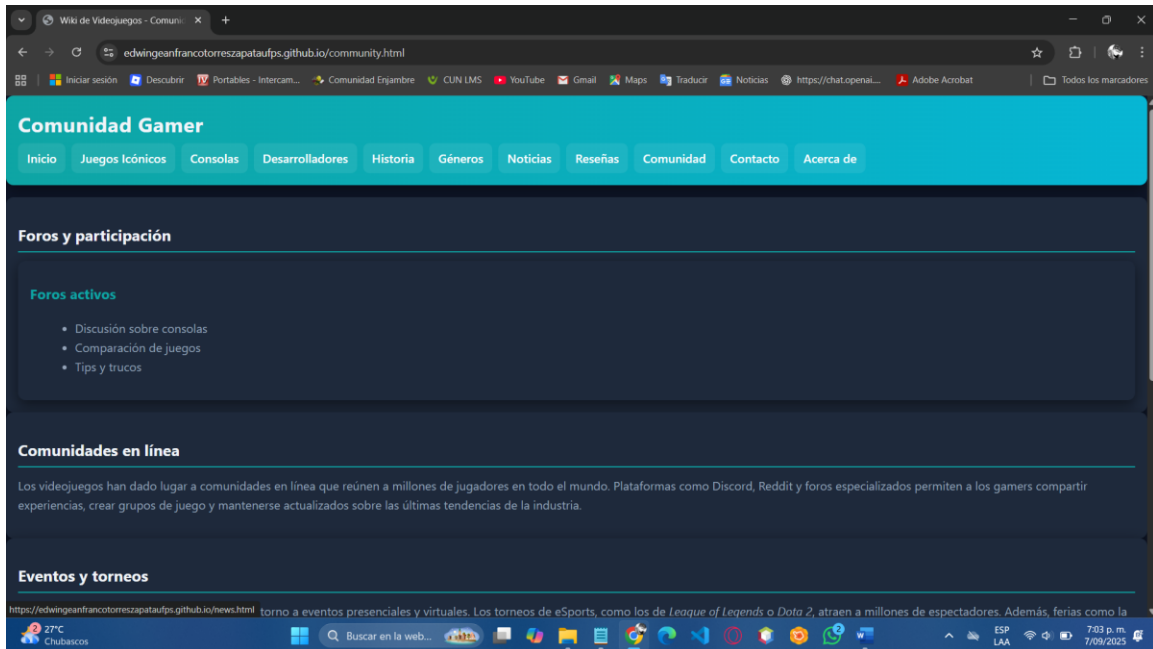 Wiki de Videojuegos - Comunic
edwingeanfrancotorreszapataufps.github.io/community.html
Iniciar sesión Descubrir Portables - Intercam... Comunidad Enjambre CUN LMS YouTube Gmail Maps Traducir Noticias https://chat.openai.... Adobe Acrobat Todos los marcadores
Comunidad Gamer
Inicio Juegos Icónicos Consolas Desarrolladores Historia Géneros Noticias Reseñas Comunidad Contacto Acerca de
Foros y participación
Foros activos
Discusión sobre consolas
Comparación de juegos
Tips y trucos
Comunidades en línea
Los videojuegos han dado lugar a comunidades en línea que reúnen a millones de jugadores en todo el mundo. Plataformas como Discord, Reddit y foros especializados permiten a los gamers compartir
experiencias, crear grupos de juego y mantenerse actualizados sobre las últimas tendencias de la industria.
Eventos y torneos
https://edwingeanfrancotorreszapataufps.github.io/news.html torno a eventos presenciales y virtuales. Los torneos de eSports, como los de League of Legends o Dota 2, atraen a millones de espectadores. Además, ferias como la
2 27°C
Chubascos
Buscar en la web...
2
ESP
LAA
7:03 p. m.
7/09/2025